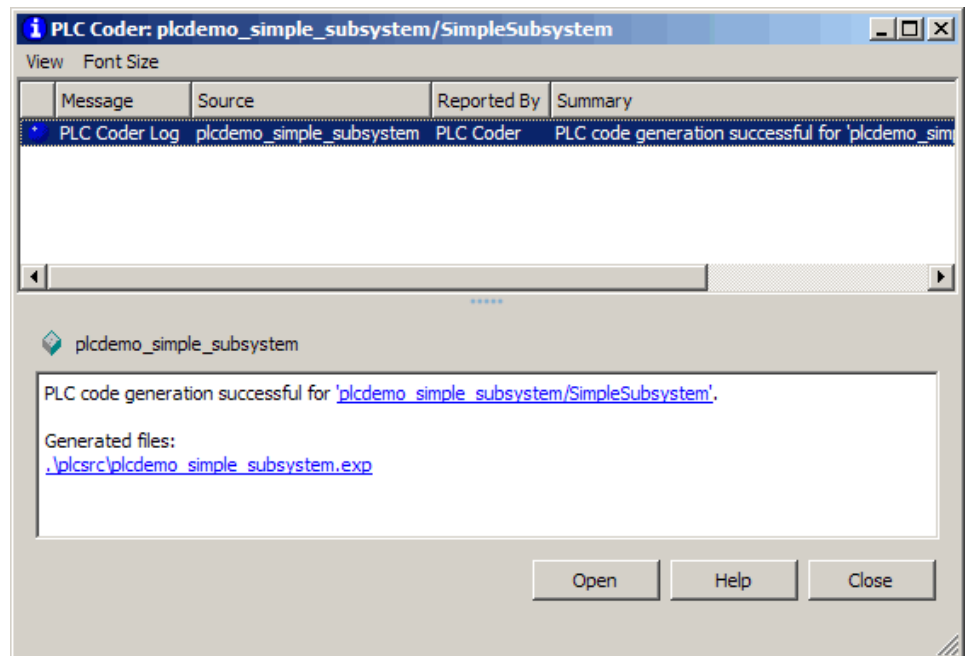 PLC Coder: plcdemo_simple_subsystem/SimpleSubsystem
View Font Size
Message Source Reported By Summary
PLC Coder Log plcdemo_simple_subsystem PLC Coder PLC code generation successful for 'plcdemo_sim
plcdemo_simple_subsystem
PLC code generation successful for 'plcdemo_simple_subsystem/SimpleSubsystem'.
Generated files:
.\plcsrc\plcdemo_simple_subsystem.exp
Open Help Close